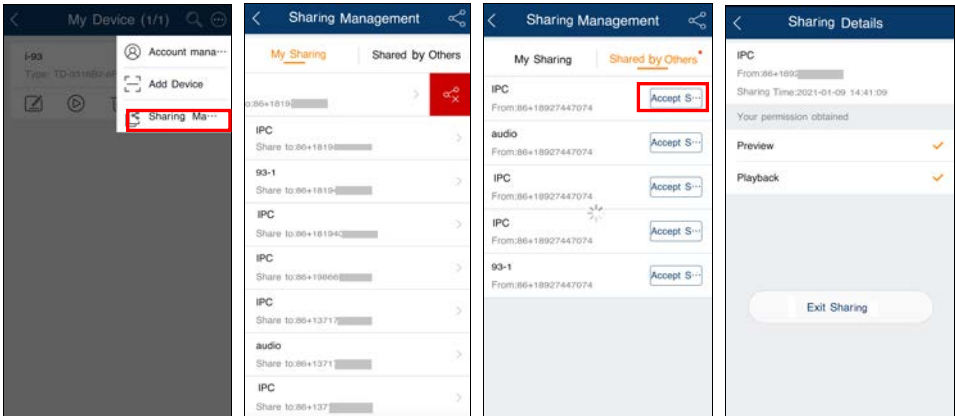 My Device (1/1)
i-93
Account mana···
Add Device
Sharing Ma···
Sharing Management
My Sharing
Shared by Others
o:86+1819
IPC
Share to:86+1819
93-1
Share to:86+1819
IPC
Share to:86+18194
IPC
Share to:86+19866
IPC
Share to:86+13717
audio
Share to:86+1371
IPC
Share to:86+137
Sharing Management
My Sharing
Shared by Others
IPC
From:86+18927447074
Accept S···
audio
From:86+18927447074
Accept S···
IPC
From:86+18927447074
Accept S···
IPC
From:86+18927447074
Accept S···
93-1
From:86+18927447074
Accept S···
Sharing Details
IPC
From:86+1892
Sharing Time:2021-01-09 14:41:09
Your permission obtained
Preview
Playback
Exit Sharing